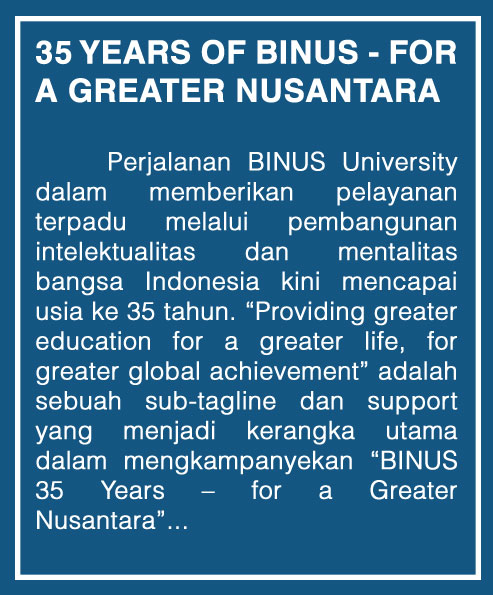 35 YEARS OF BINUS - FOR
A GREATER NUSANTARA
Perjalanan BINUS University
dalam memberikan pelayanan
terpadu melalui pembangunan
intelektualitas dan mentalitas
bangsa Indonesia kini mencapai
usia ke 35 tahun. “Providing greater
education for a greater life, for
greater global achievement” adalah
sebuah sub-tagline dan support
yang menjadi kerangka utama
dalam mengkampanyekan “BINUS
35 Years – for a Greater
Nusantara”...